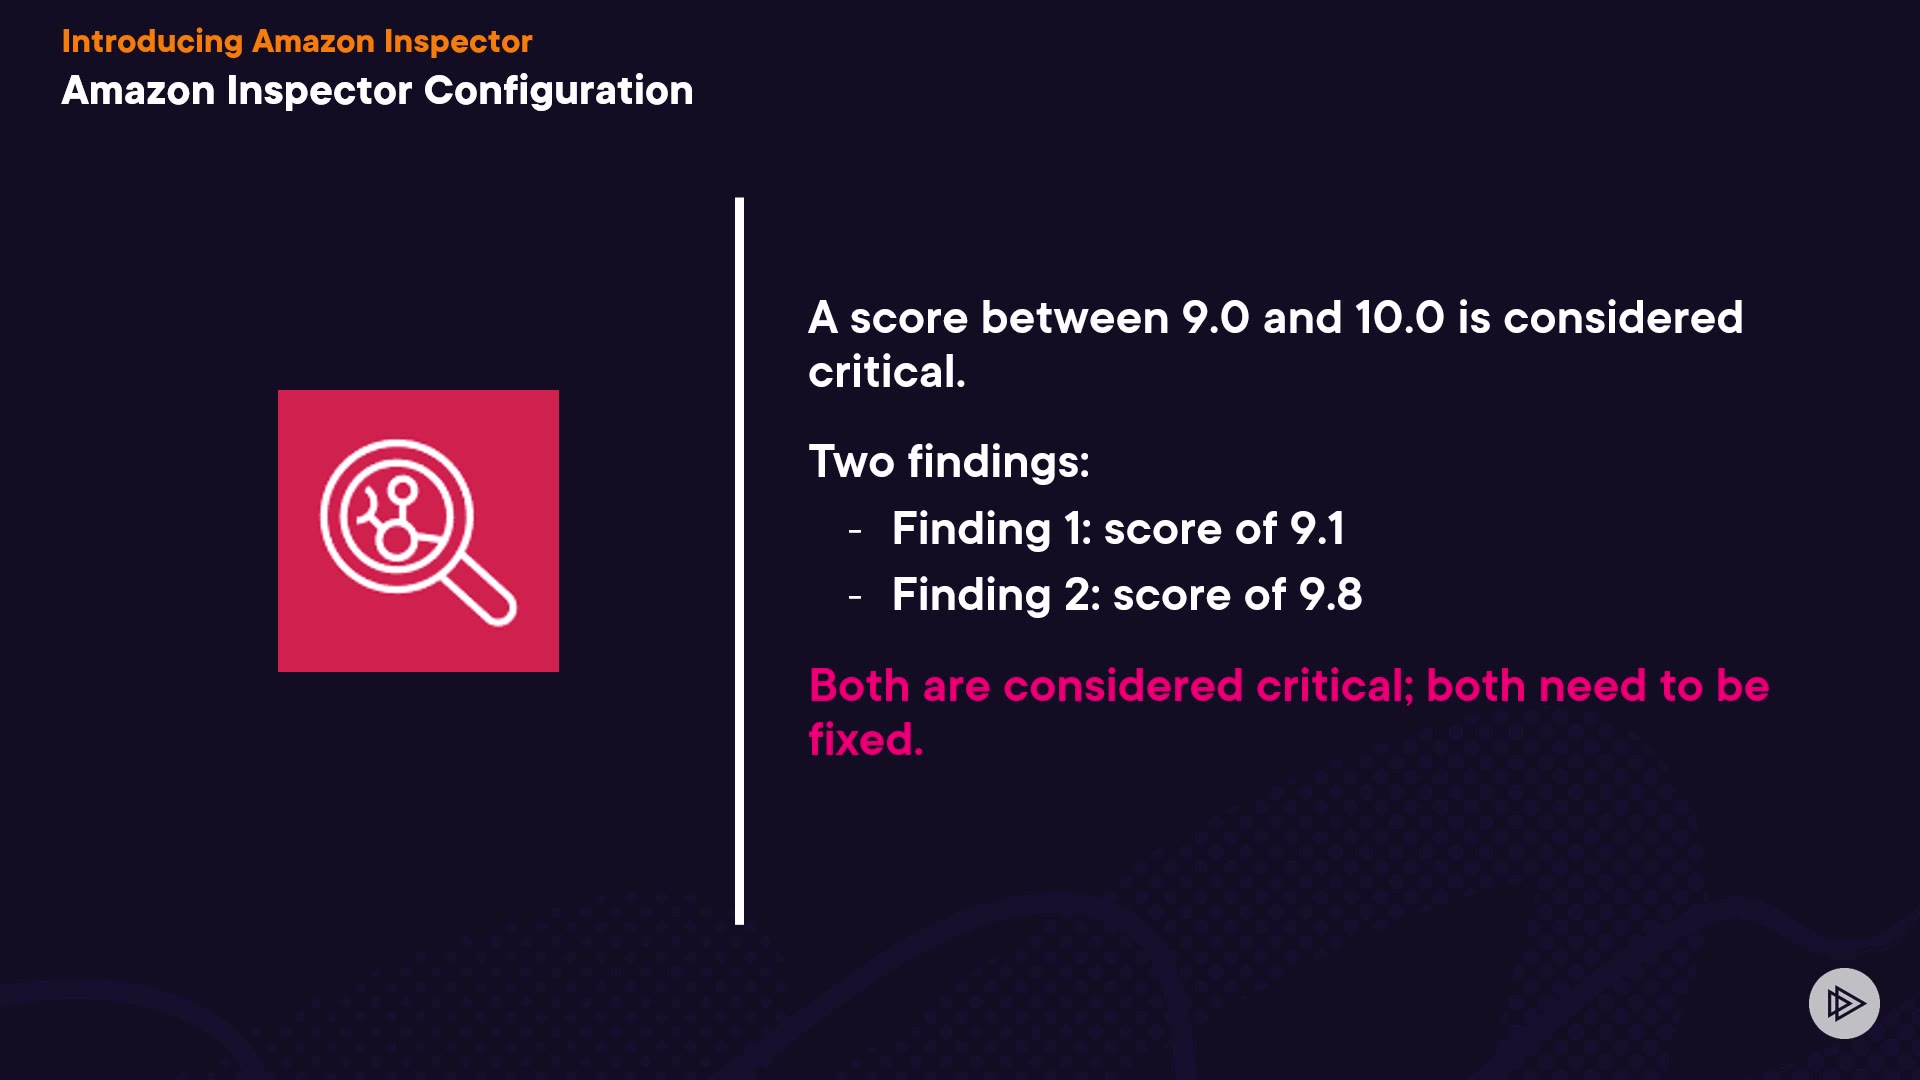 Introducing Amazon Inspector
Amazon Inspector Configuration
A score between 9.0 and 10.0 is considered
critical.
Two findings:
- Finding 1: score of 9.1
- Finding 2: score of 9.8
Both are considered critical; both need to be
fixed.